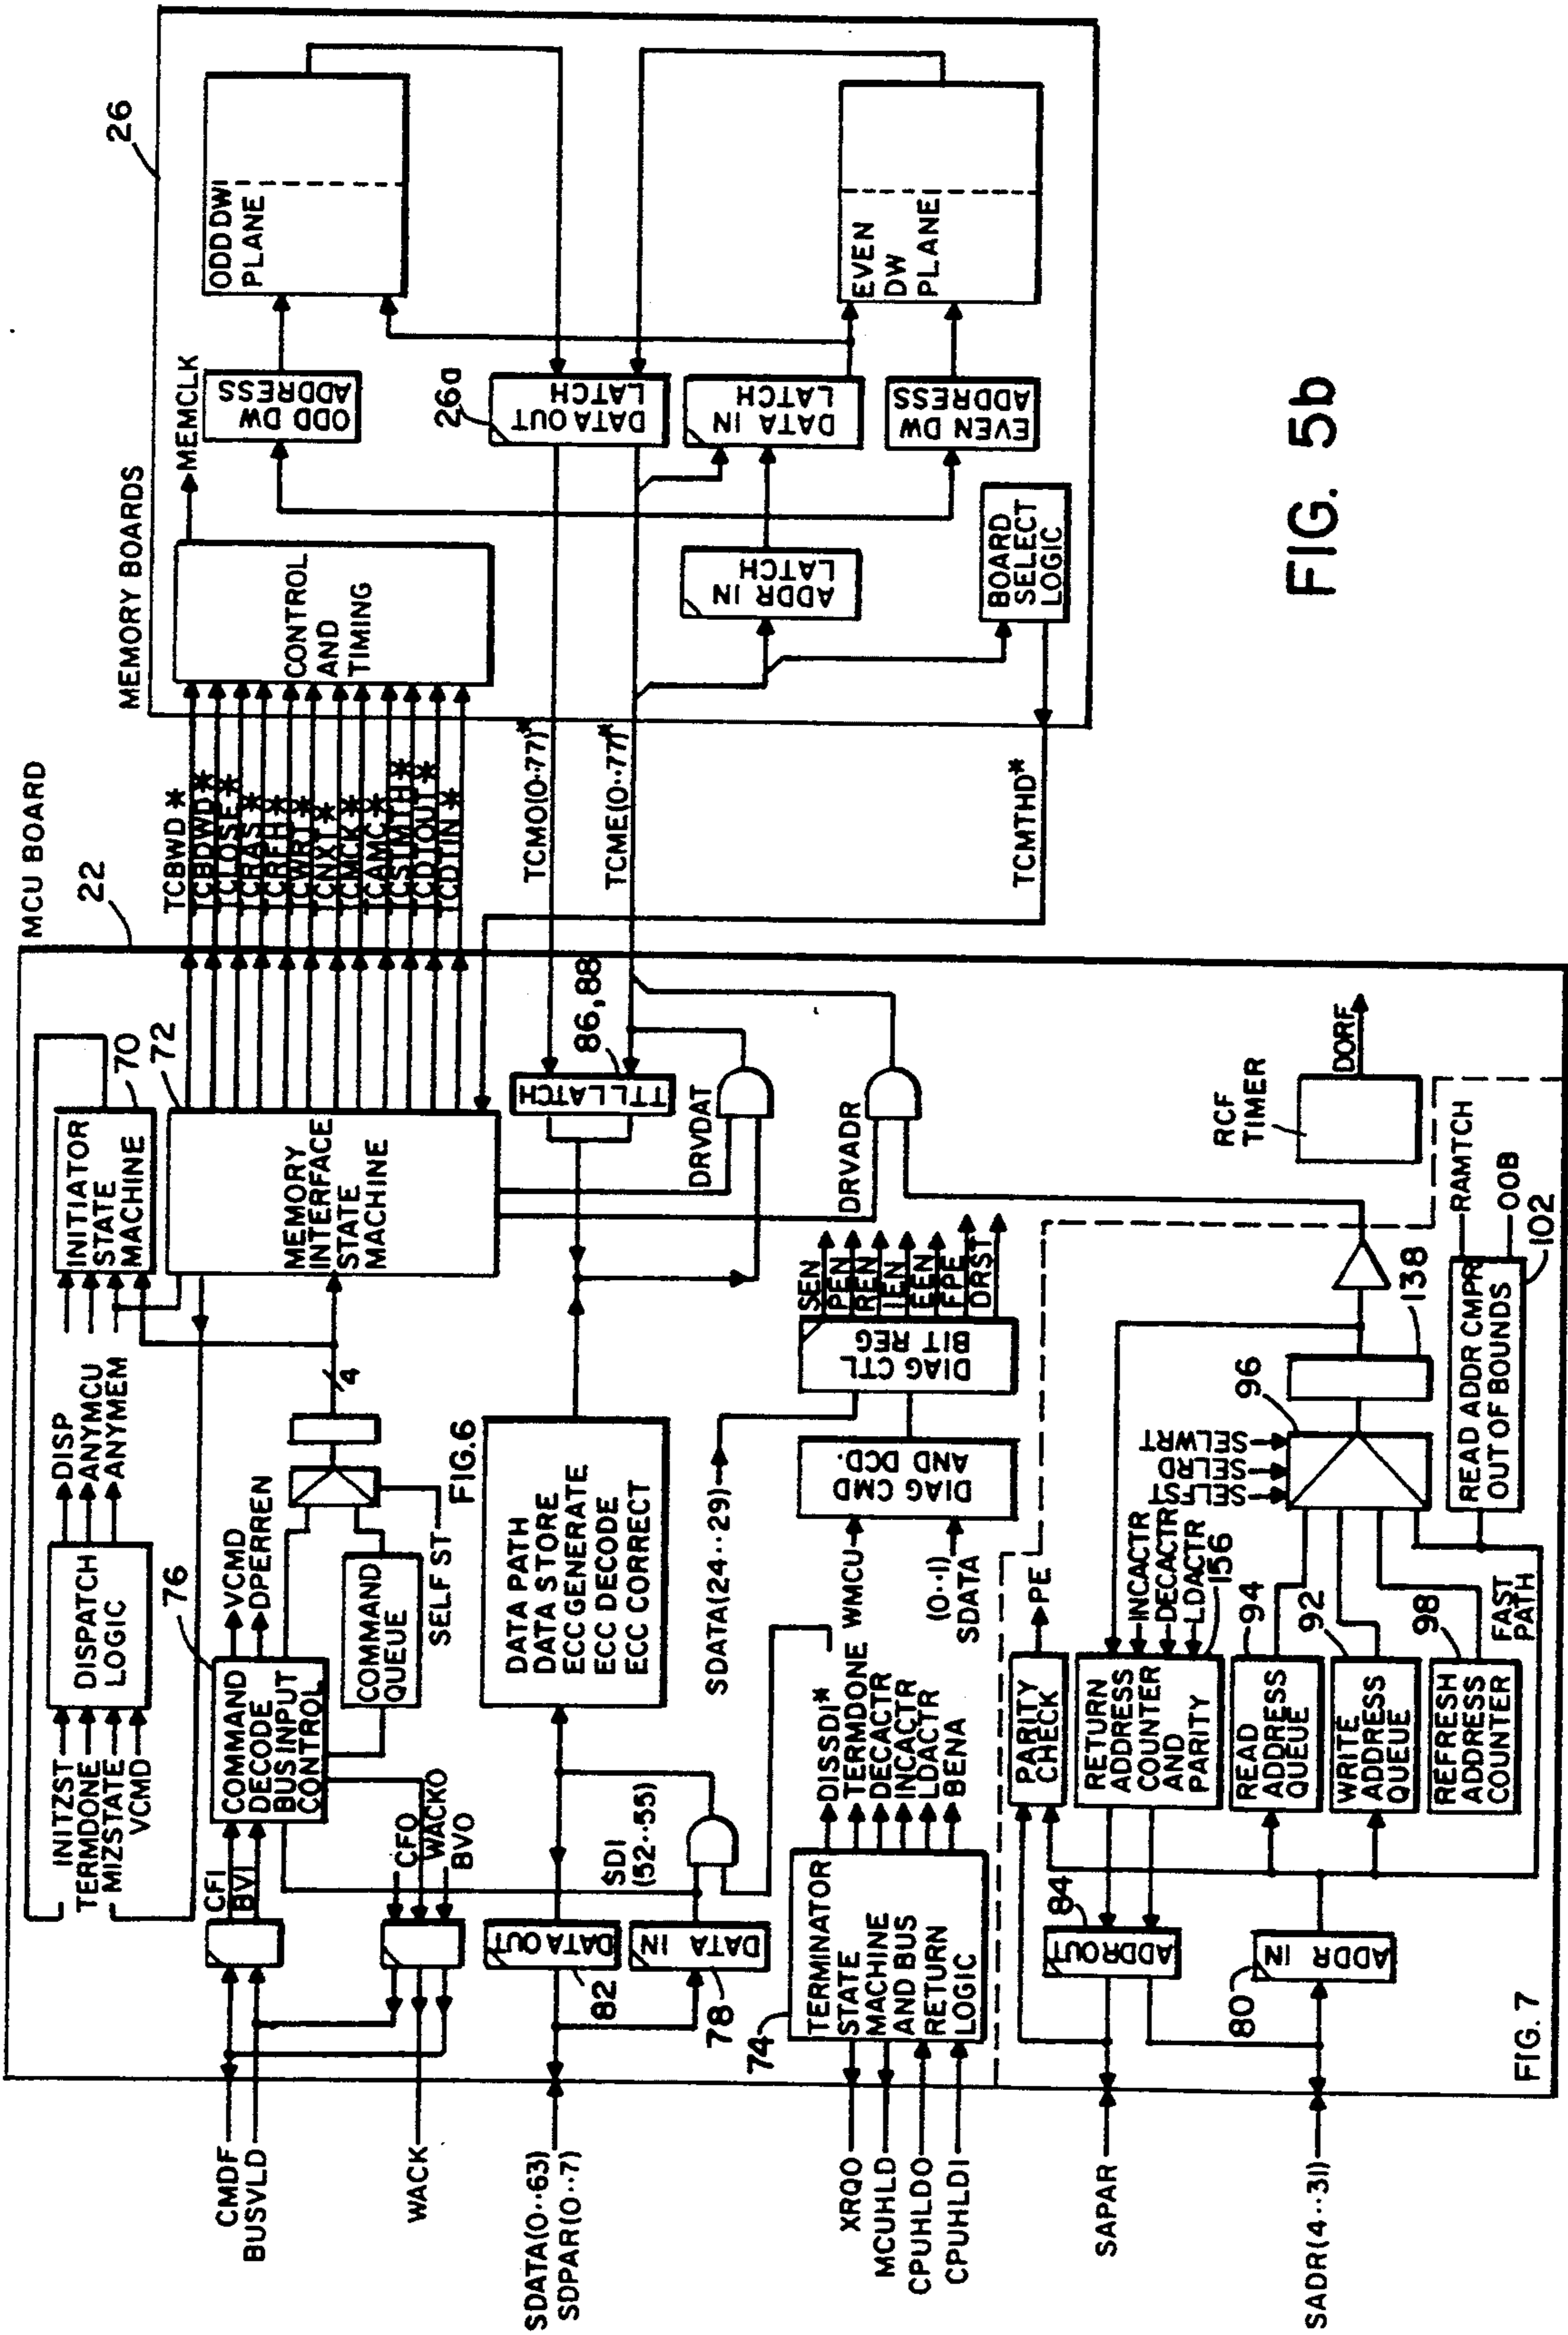 MCU BOARD
22
MEMORY BOARDS
26
INITZST
TERMDONE
MIZSTATE
VCMD
DISPATCH
LOGIC
DISP
ANYMCU
ANYMEM
INITIATOR
STATE
MACHINE
70
72
MEMORY
INTERFACE
STATE
MACHINE
TCBWD*
TCBDWD*
TCLOSE*
TCRAS*
TCRFH*
TCWRT*
TCNXT*
TCMCK*
TCAMC*
TCSTMTH*
TCDTOUT*
TCDTIN*
CONTROL
AND
TIMING
MEMCLK
ODD DW
ADDRESS
ODD DW
PLANE
CMDF
BUSVLD
CFI
BVI
COMMAND
DECODE
BUS INPUT
CONTROL
76
VCMD
DPERREN
COMMAND
QUEUE
SELF ST
4
WACK
CFO
WACKO
BVO
SDATA(0..63)
SDPAR(0..7)
DATA OUT
82
DATA IN
78
SDI
(52..55)
FIG.6
DATA PATH
DATA STORE
ECC GENERATE
ECC DECODE
ECC CORRECT
TTL LATCH
86,88
DRVDAT
DRVADR
TCMO(0..77)*
TCME(0..77)*
TCMTHD*
DATA OUT
LATCH
26a
DATA IN
LATCH
ADDR IN
LATCH
EVEN DW
ADDRESS
EVEN
DW
PLANE
BOARD
SELECT
LOGIC
XRQO
MCUHLD
CPUHLDO
CPUHLDI
74
TERMINATOR
STATE
MACHINE
AND BUS
RETURN
LOGIC
DISSDI*
TERMDONE
DECACTR
INCACTR
LDACTR
BENA
SDATA(24..29)
WMCU
(0..1)
SDATA
DIAG CMD
AND DCD.
DIAG CTL
BIT REG
SEN
PEN
REN
IEN
EEN
FPE
DRST
SAPAR
SADR(4..31)
84
ADDR OUT
80
ADDR IN
PARITY
CHECK
PE
RETURN
ADDRESS
COUNTER
AND
PARITY
INCACTR
DECACTR
LDACTR
156
READ
ADDRESS
QUEUE
94
WRITE
ADDRESS
QUEUE
92
REFRESH
ADDRESS
COUNTER
98
FAST
PATH
SELFST
SELRD
SELWRT
96
138
READ ADDR CMPR
OUT OF BOUNDS
RAMTCH
OOB
102
RCF
TIMER
DORF
FIG. 7
FIG. 5b